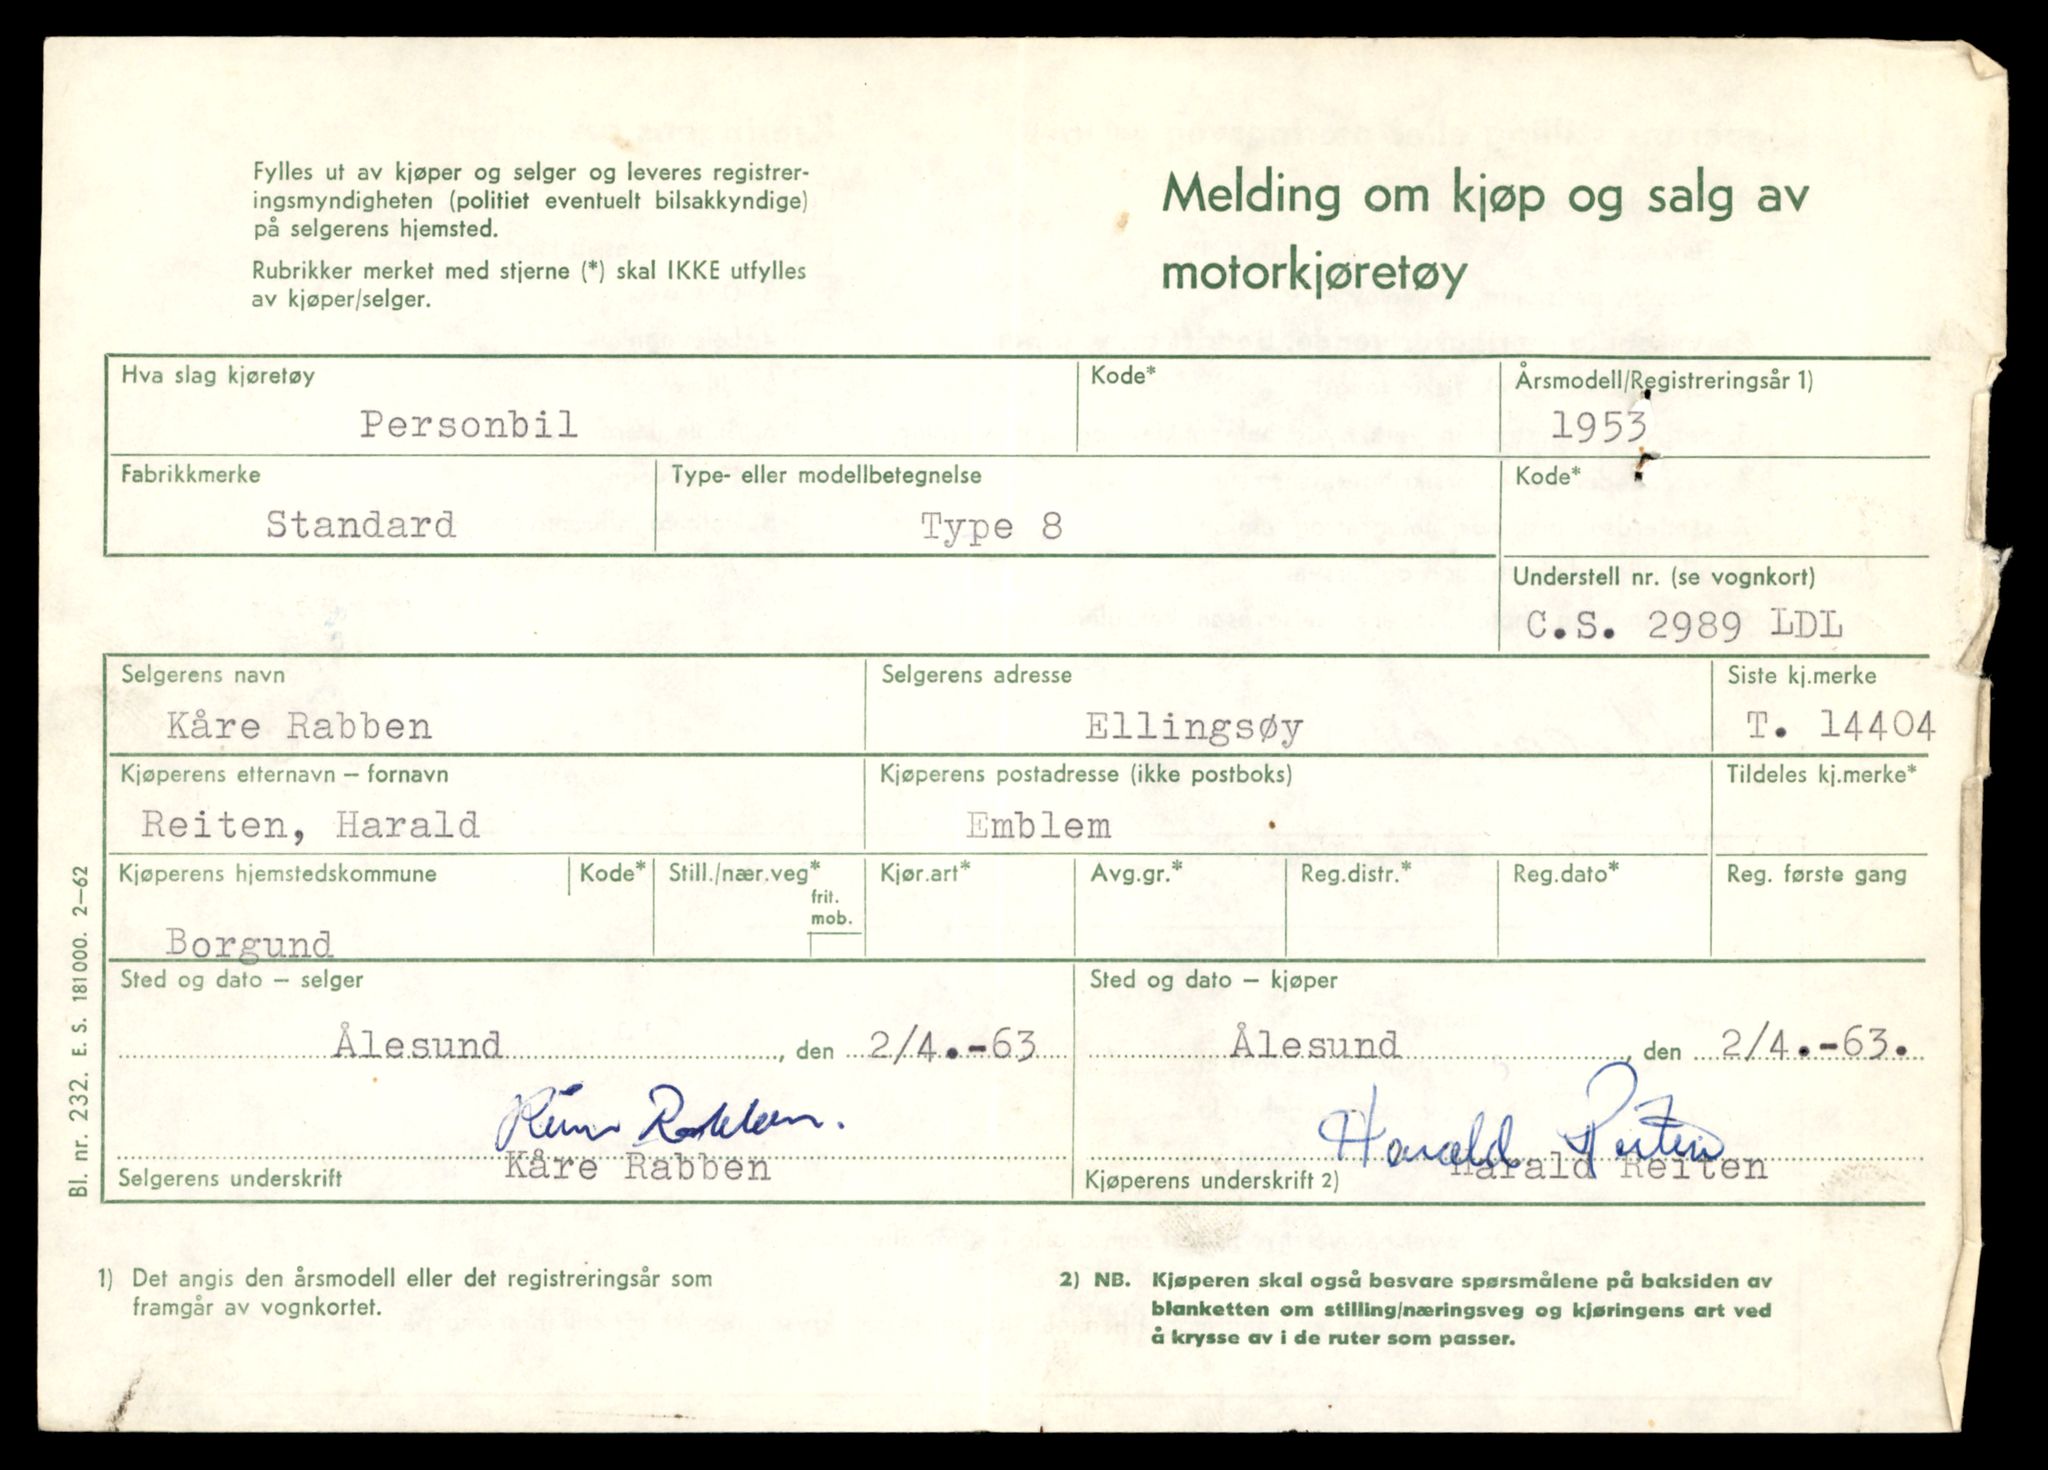 Fylles ut av kjøper og selger og leveres registrer-
ingsmyndigheten (politiet eventuelt bilsakkyndige)
på selgerens hjemsted.
Rubrikker merket med stjerne (*) skal IKKE utfylles
av kjøper/selger.
Melding om kjøp og salg av
motorkjøretøy
Hva slag kjøretøy Kode* Årsmodell/Registreringsår 1)
Personbil 1953
Fabrikkmerke Type- eller modellbetegnelse Kode*
Standard Type 8
Understell nr. (se vognkort)
C.S. 2989 LDL
Selgerens navn Selgerens adresse Siste kj.merke
Kåre Rabben Ellingsøy T. 14404
Kjøperens etternavn – fornavn Kjøperens postadresse (ikke postboks) Tildeles kj.merke*
Reiten, Harald Emblem
Kjøperens hjemstedskommune Kode* Still./nær.veg* Kjør.art* Avg.gr.* Reg.distr.* Reg.dato* Reg. første gang
frit.
mob.
Borgund
Sted og dato – selger Sted og dato – kjøper
Ålesund, den 2/4.-63 Ålesund, den 2/4.-63.
Kåre Rabben. Harald Reiten
Kåre Rabben Harald Reiten
Selgerens underskrift Kjøperens underskrift 2)
1) Det angis den årsmodell eller det registreringsår som
framgår av vognkortet.
2) NB. Kjøperen skal også besvare spørsmålene på baksiden av
blanketten om stilling/næringsveg og kjøringens art ved
å krysse av i de ruter som passer.
Bl. nr. 232. E. S. 181000. 2–62